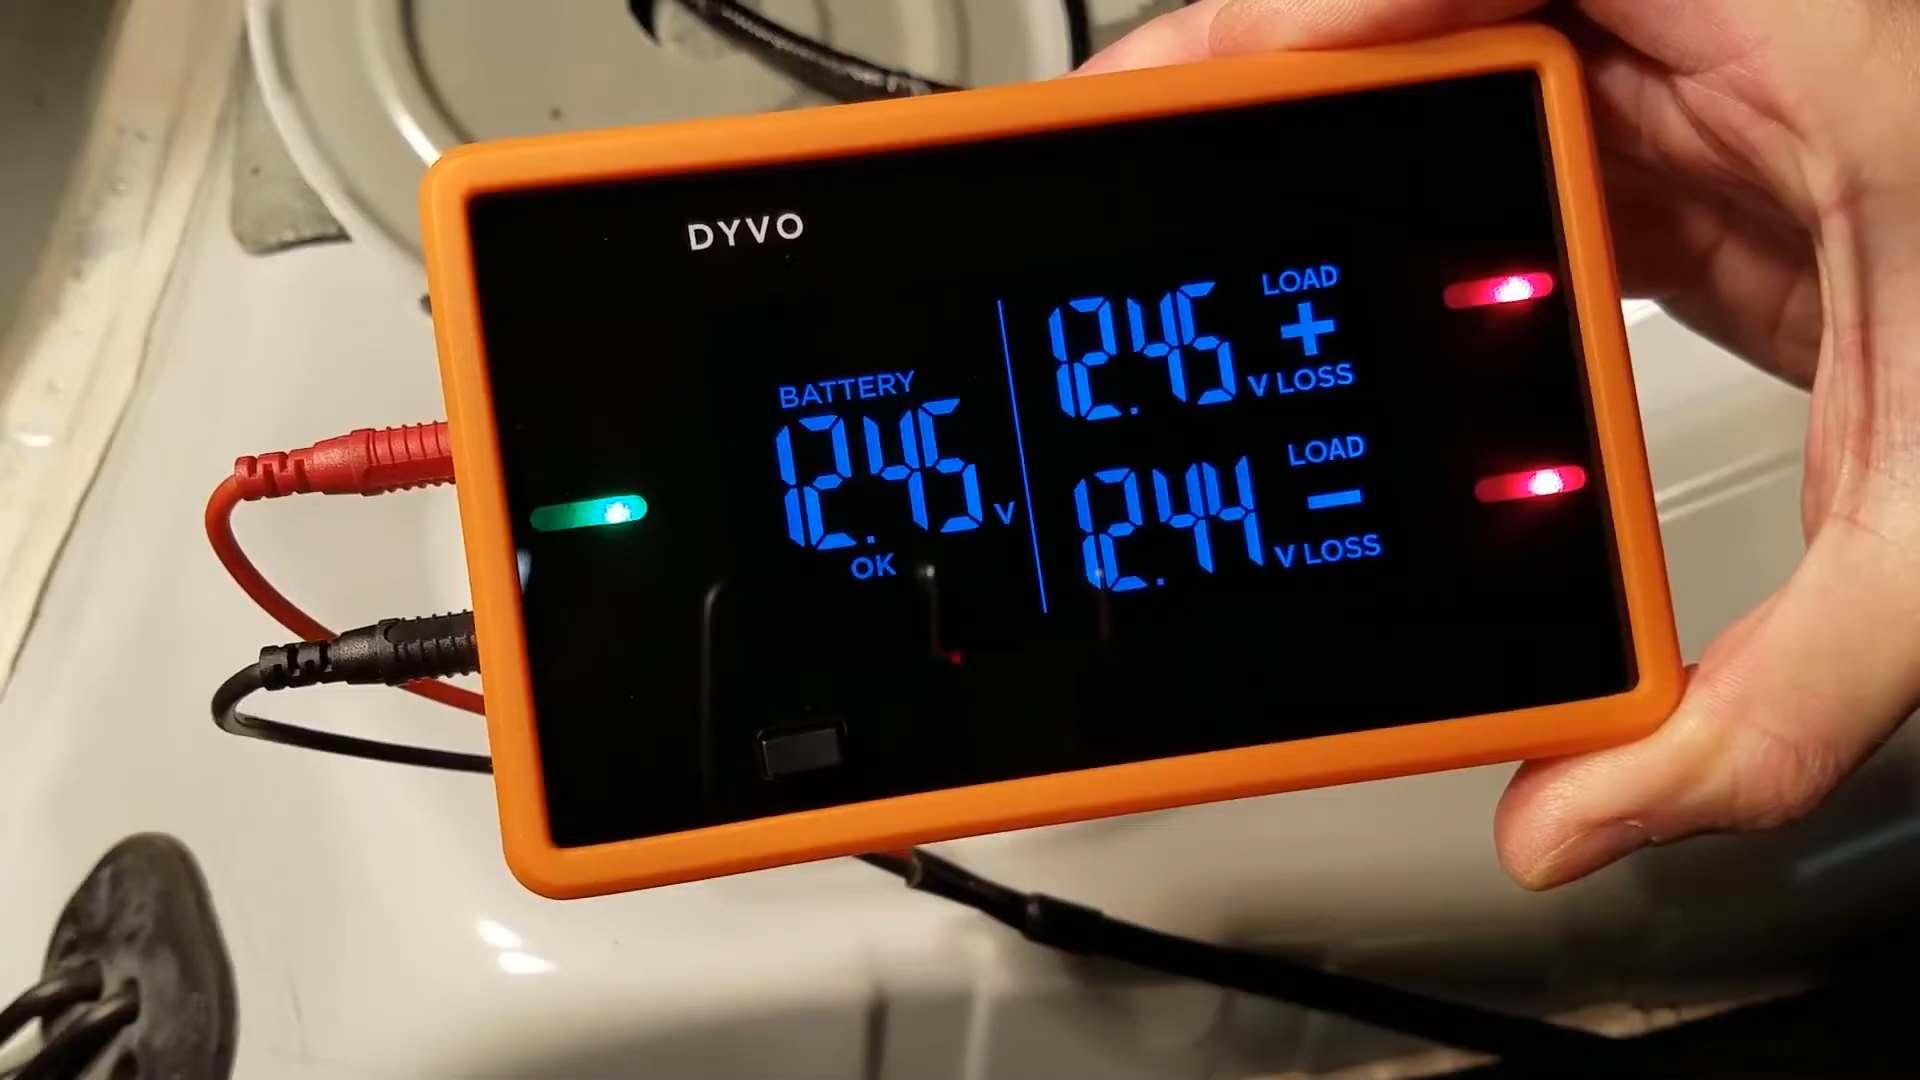 DYVO
BATTERY
12.45 V
OK
LOAD
+
12.45 V LOSS
LOAD
−
12.44 V LOSS